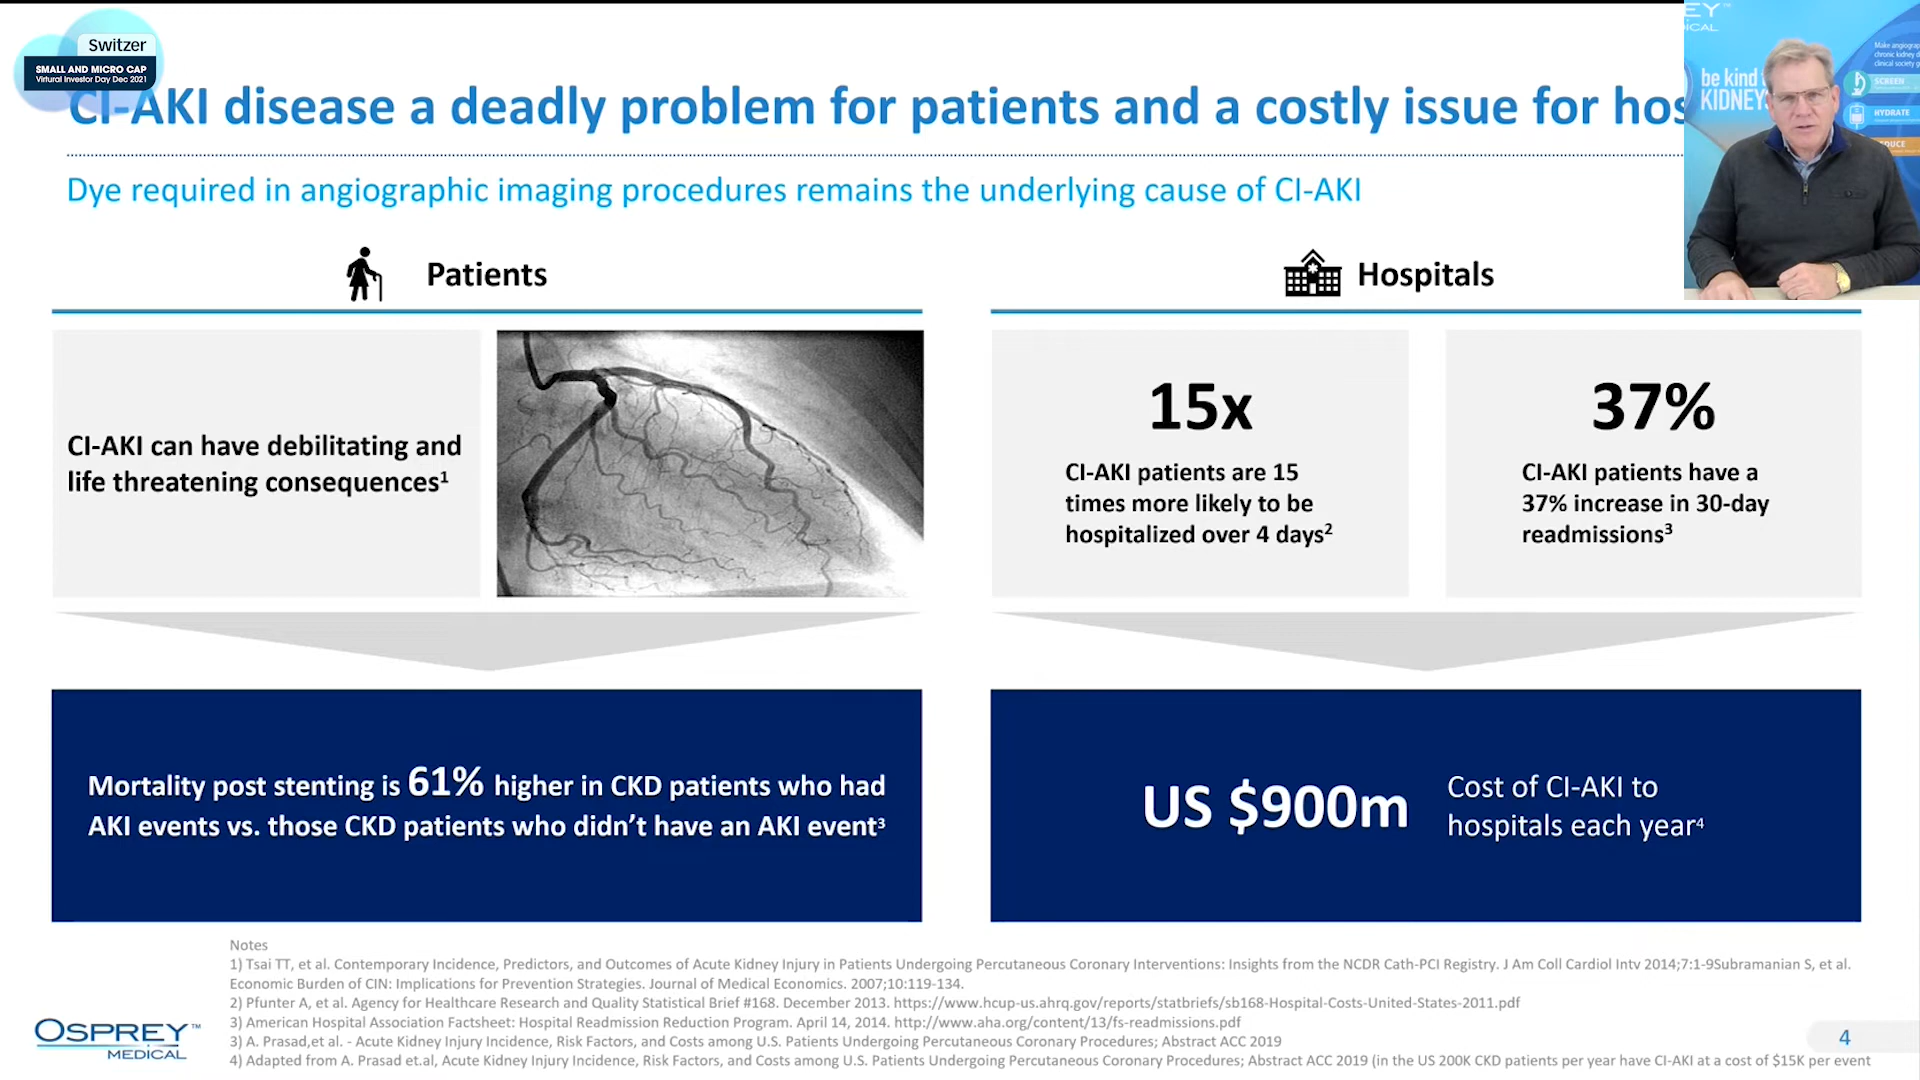 Switzer
SMALL AND MICRO CAP
Virtural Investor Day Dec 2021
CI-AKI disease a deadly problem for patients and a costly issue for hos
Dye required in angiographic imaging procedures remains the underlying cause of CI-AKI
EY™
ICAL
Make angiograp
chronic kidney d
clinical society g
be kind
KIDNEY
SCREEN
HYDRATE
DUCE
Patients
Hospitals
CI-AKI can have debilitating and
life threatening consequences1
15x
CI-AKI patients are 15
times more likely to be
hospitalized over 4 days2
37%
CI-AKI patients have a
37% increase in 30-day
readmissions3
Mortality post stenting is 61% higher in CKD patients who had
AKI events vs. those CKD patients who didn’t have an AKI event3
US $900m
Cost of CI-AKI to
hospitals each year4
Notes
1) Tsai TT, et al. Contemporary Incidence, Predictors, and Outcomes of Acute Kidney Injury in Patients Undergoing Percutaneous Coronary Interventions: Insights from the NCDR Cath-PCI Registry. J Am Coll Cardiol Intv 2014;7:1-9Subramanian S, et al.
Economic Burden of CIN: Implications for Prevention Strategies. Journal of Medical Economics. 2007;10:119-134.
2) Pfunter A, et al. Agency for Healthcare Research and Quality Statistical Brief #168. December 2013. https://www.hcup-us.ahrq.gov/reports/statbriefs/sb168-Hospital-Costs-United-States-2011.pdf
3) American Hospital Association Factsheet: Hospital Readmission Reduction Program. April 14, 2014. http://www.aha.org/content/13/fs-readmissions.pdf
3) A. Prasad,et al. - Acute Kidney Injury Incidence, Risk Factors, and Costs among U.S. Patients Undergoing Percutaneous Coronary Procedures; Abstract ACC 2019
4) Adapted from A. Prasad et.al, Acute Kidney Injury Incidence, Risk Factors, and Costs among U.S. Patients Undergoing Percutaneous Coronary Procedures; Abstract ACC 2019 (in the US 200K CKD patients per year have CI-AKI at a cost of $15K per event
OSPREY™
MEDICAL
4